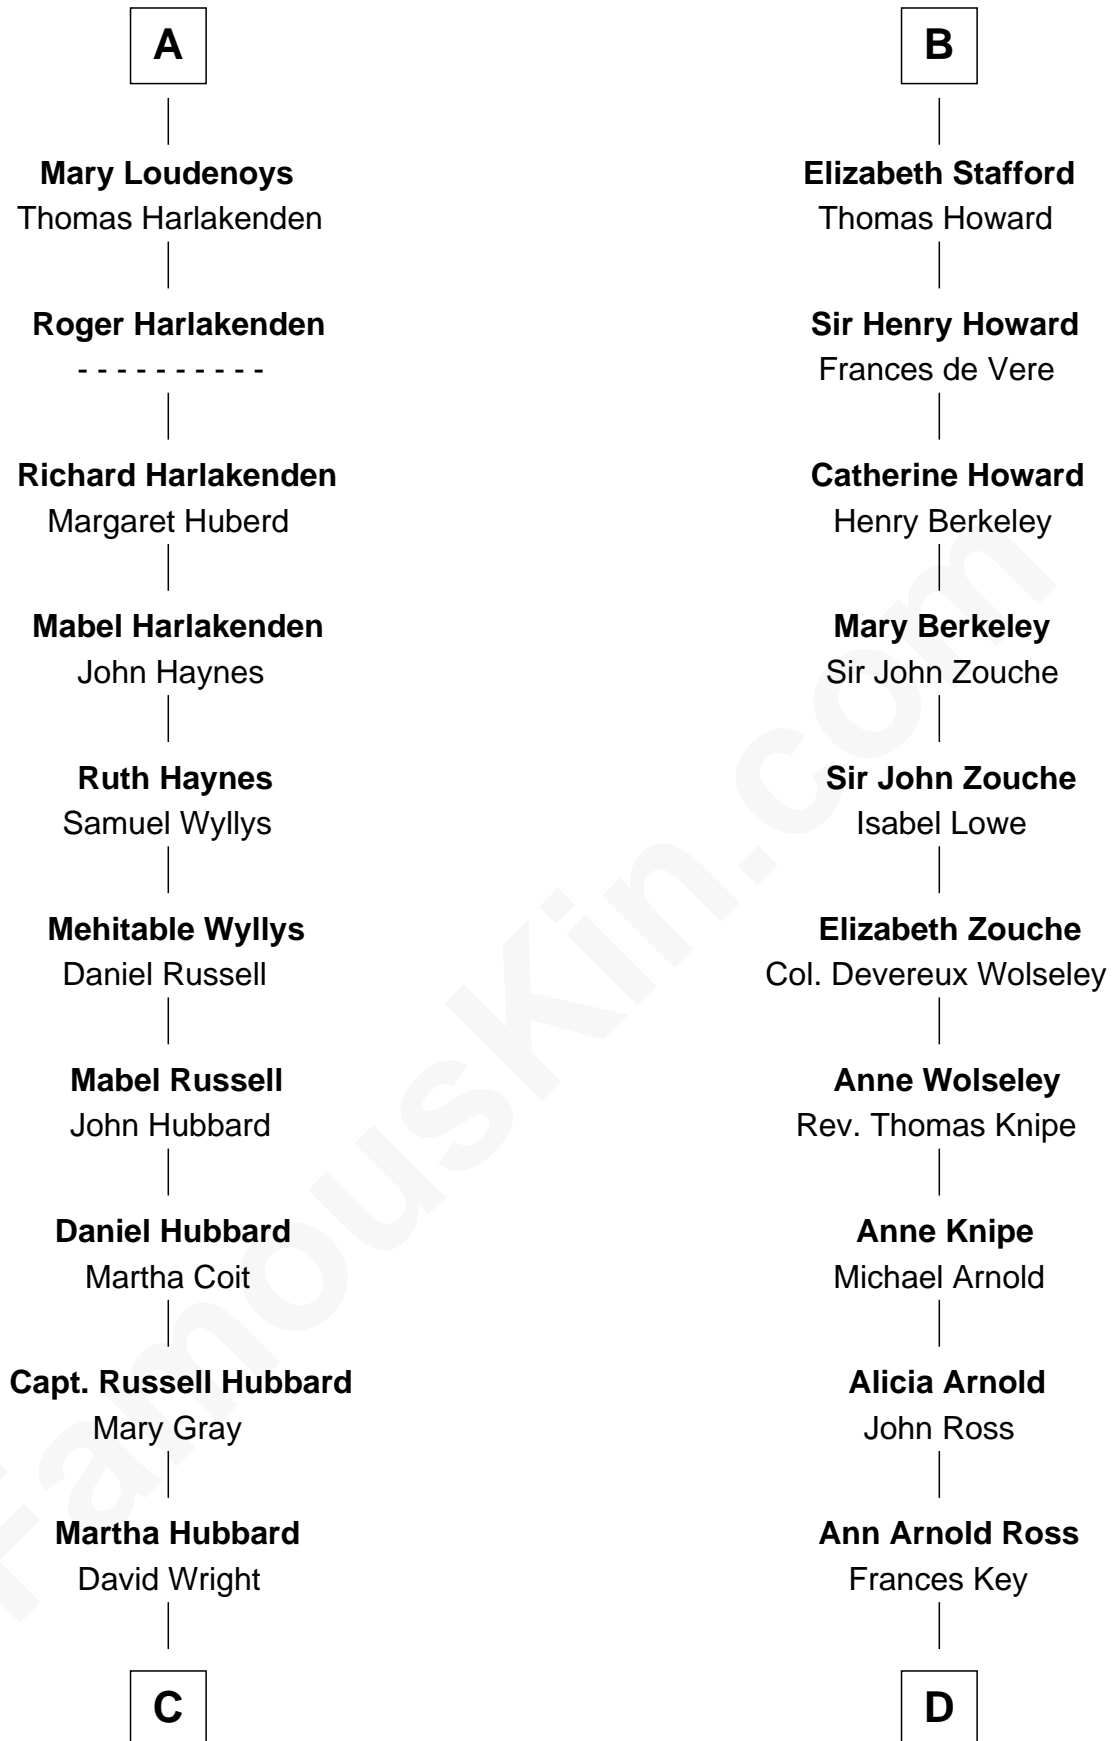 A
Mary Loudenoys
Thomas Harlakenden
Roger Harlakenden
- - - - - - - - - -
Richard Harlakenden
Margaret Huberd
Mabel Harlakenden
John Haynes
Ruth Haynes
Samuel Wyllys
Mehitable Wyllys
Daniel Russell
Mabel Russell
John Hubbard
Daniel Hubbard
Martha Coit
Capt. Russell Hubbard
Mary Gray
Martha Hubbard
David Wright
C
B
Elizabeth Stafford
Thomas Howard
Sir Henry Howard
Frances de Vere
Catherine Howard
Henry Berkeley
Mary Berkeley
Sir John Zouche
Sir John Zouche
Isabel Lowe
Elizabeth Zouche
Col. Devereux Wolseley
Anne Wolseley
Rev. Thomas Knipe
Anne Knipe
Michael Arnold
Alicia Arnold
John Ross
Ann Arnold Ross
Frances Key
D
FamousKin.com